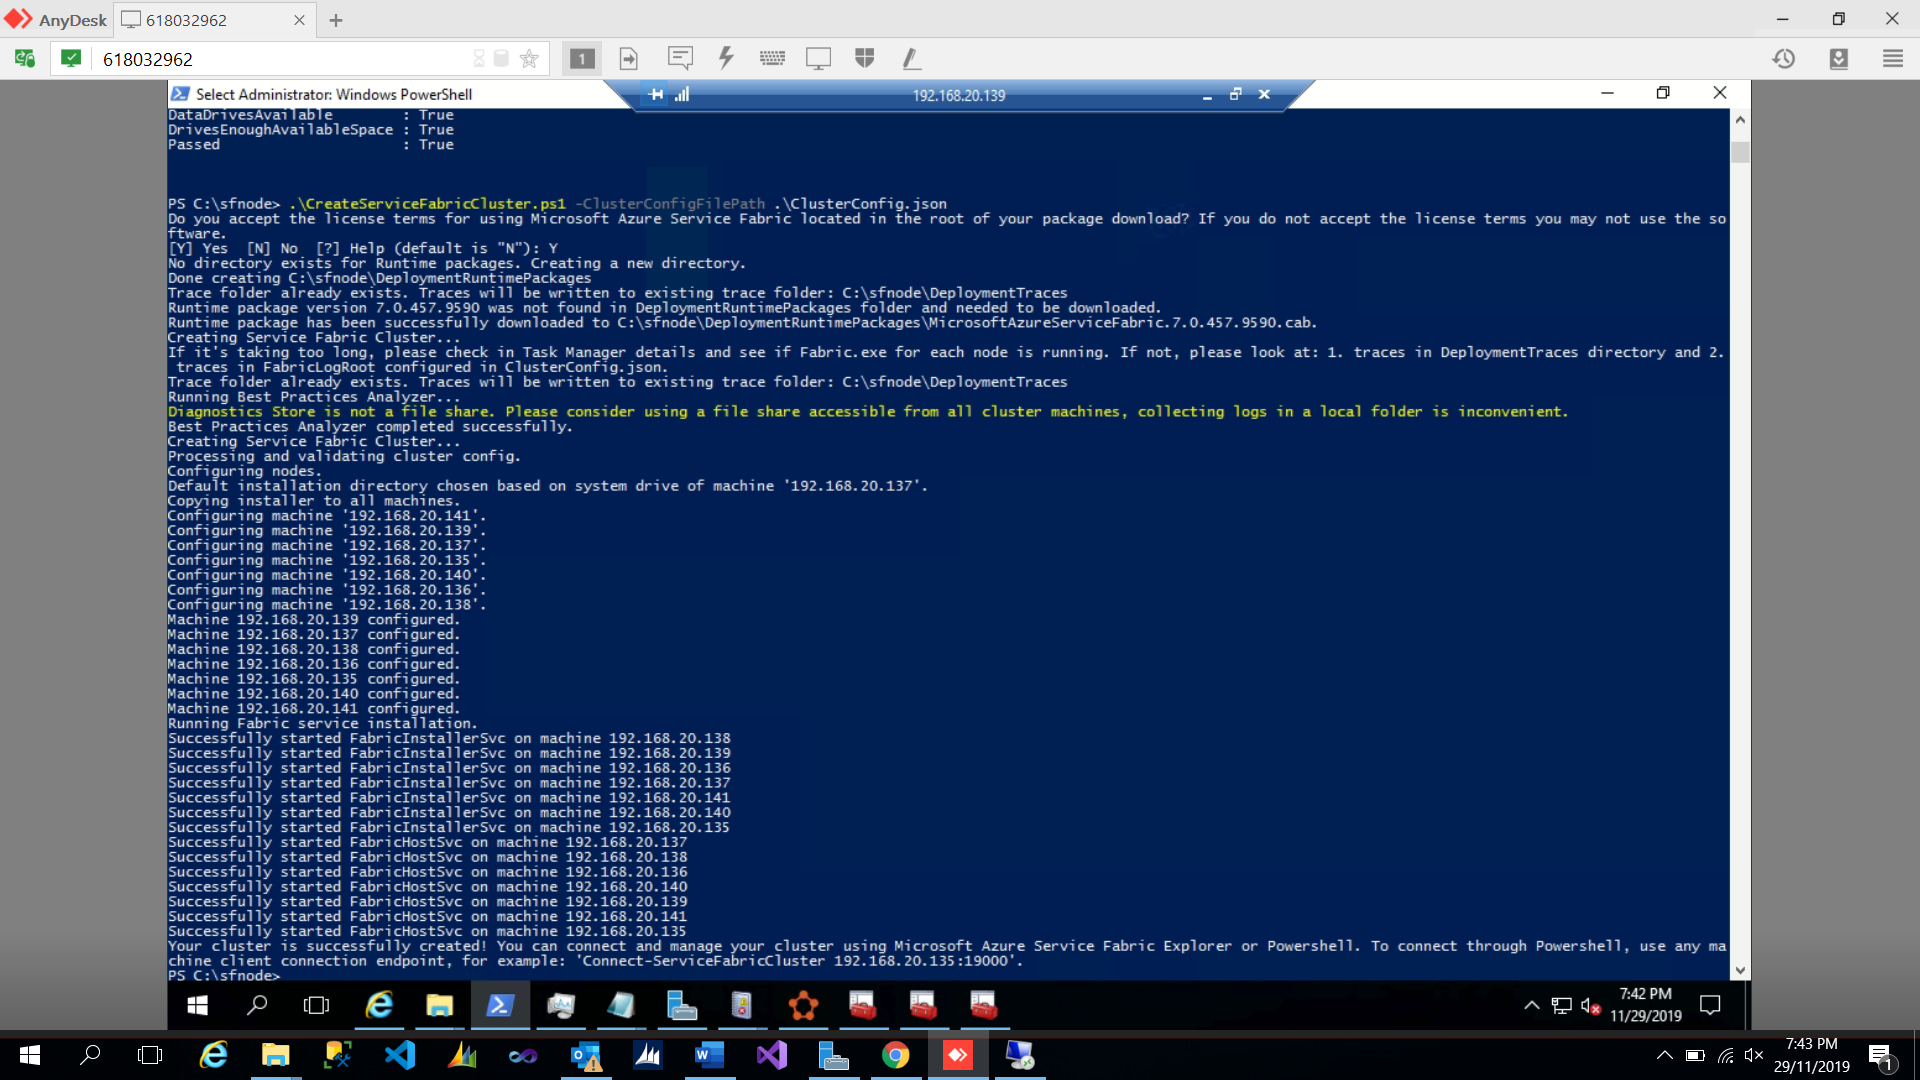 AnyDesk
618032962
618032962
1
Select Administrator: Windows PowerShell
192.168.20.139
DataDrivesAvailable : True
DrivesEnoughAvailableSpace : True
Passed : True
PS C:\sfnode> .\CreateServiceFabricCluster.ps1 -ClusterConfigFilePath .\ClusterConfig.json
Do you accept the license terms for using Microsoft Azure Service Fabric located in the root of your package download? If you do not accept the license terms you may not use the so
ftware.
[Y] Yes [N] No [?] Help (default is "N"): Y
No directory exists for Runtime packages. Creating a new directory.
Done creating C:\sfnode\DeploymentRuntimePackages
Trace folder already exists. Traces will be written to existing trace folder: C:\sfnode\DeploymentTraces
Runtime package version 7.0.457.9590 was not found in DeploymentRuntimePackages folder and needed to be downloaded.
Runtime package has been successfully downloaded to C:\sfnode\DeploymentRuntimePackages\MicrosoftAzureServiceFabric.7.0.457.9590.cab.
Creating Service Fabric Cluster...
If it's taking too long, please check in Task Manager details and see if Fabric.exe for each node is running. If not, please look at: 1. traces in DeploymentTraces directory and 2.
traces in FabricLogRoot configured in ClusterConfig.json.
Trace folder already exists. Traces will be written to existing trace folder: C:\sfnode\DeploymentTraces
Running Best Practices Analyzer...
Diagnostics Store is not a file share. Please consider using a file share accessible from all cluster machines, collecting logs in a local folder is inconvenient.
Best Practices Analyzer completed successfully.
Creating Service Fabric Cluster...
Processing and validating cluster config.
Configuring nodes.
Default installation directory chosen based on system drive of machine '192.168.20.137'.
Copying installer to all machines.
Configuring machine '192.168.20.141'.
Configuring machine '192.168.20.139'.
Configuring machine '192.168.20.137'.
Configuring machine '192.168.20.135'.
Configuring machine '192.168.20.140'.
Configuring machine '192.168.20.136'.
Configuring machine '192.168.20.138'.
Machine 192.168.20.139 configured.
Machine 192.168.20.137 configured.
Machine 192.168.20.138 configured.
Machine 192.168.20.136 configured.
Machine 192.168.20.135 configured.
Machine 192.168.20.140 configured.
Machine 192.168.20.141 configured.
Running Fabric service installation.
Successfully started FabricInstallerSvc on machine 192.168.20.138
Successfully started FabricInstallerSvc on machine 192.168.20.139
Successfully started FabricInstallerSvc on machine 192.168.20.136
Successfully started FabricInstallerSvc on machine 192.168.20.137
Successfully started FabricInstallerSvc on machine 192.168.20.141
Successfully started FabricInstallerSvc on machine 192.168.20.140
Successfully started FabricInstallerSvc on machine 192.168.20.135
Successfully started FabricHostSvc on machine 192.168.20.137
Successfully started FabricHostSvc on machine 192.168.20.138
Successfully started FabricHostSvc on machine 192.168.20.136
Successfully started FabricHostSvc on machine 192.168.20.140
Successfully started FabricHostSvc on machine 192.168.20.139
Successfully started FabricHostSvc on machine 192.168.20.141
Successfully started FabricHostSvc on machine 192.168.20.135
Your cluster is successfully created! You can connect and manage your cluster using Microsoft Azure Service Fabric Explorer or Powershell. To connect through Powershell, use any ma
chine client connection endpoint, for example: 'Connect-ServiceFabricCluster 192.168.20.135:19000'.
PS C:\sfnode>
7:42 PM
11/29/2019
7:43 PM
29/11/2019
1